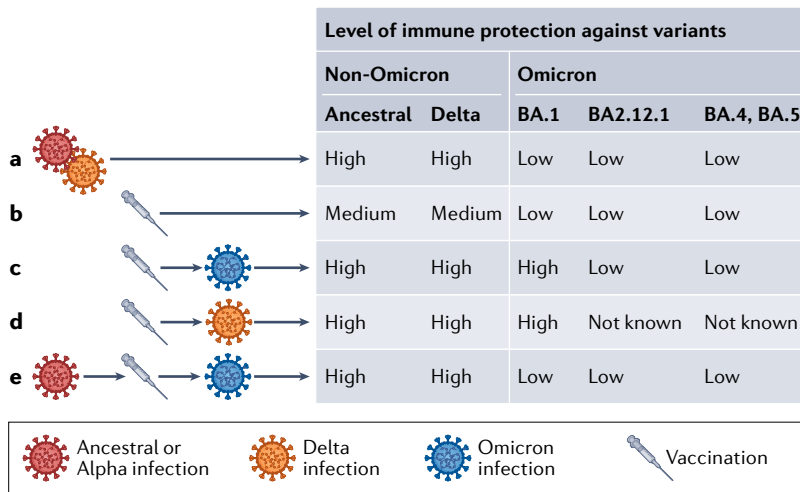 Level of immune protection against variants
Non-Omicron Omicron
Ancestral Delta BA.1 BA2.12.1 BA.4, BA.5
a High High Low Low Low
b Medium Medium Low Low Low
c High High High Low Low
d High High High Not known Not known
e High High Low Low Low
Ancestral or
Alpha infection
Delta
infection
Omicron
infection
Vaccination